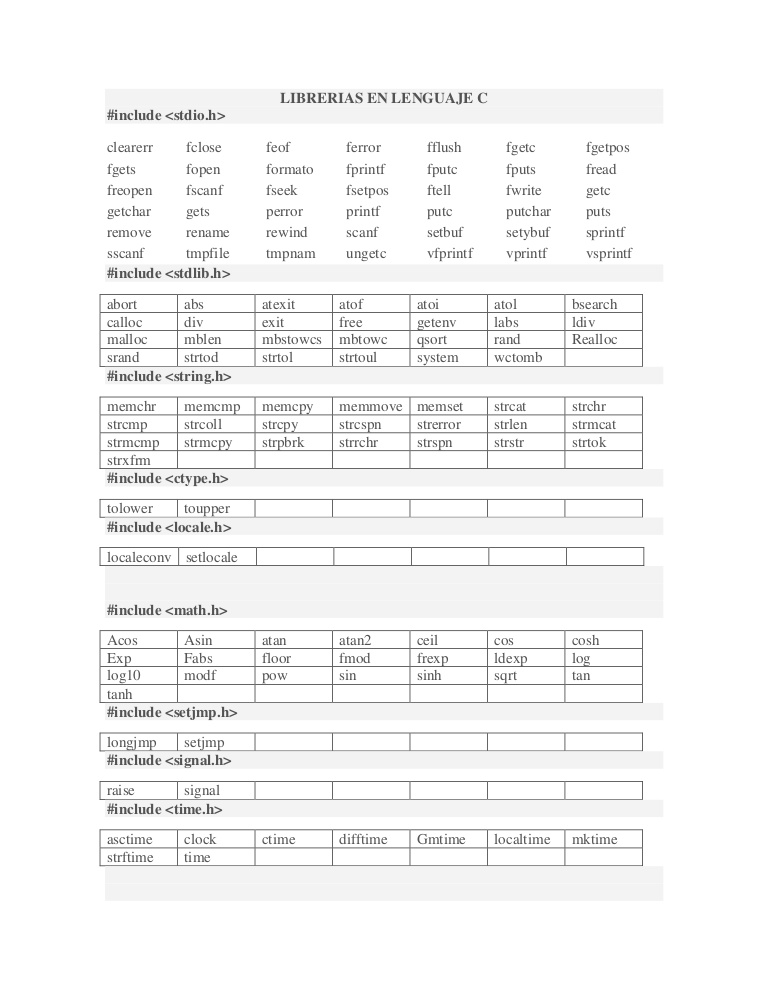 LIBRERIAS EN LENGUAJE C
#include <stdio.h>
clearerr fclose feof ferror fflush fgetc fgetpos
fgets fopen formato fprintf fputc fputs fread
freopen fscanf fseek fsetpos ftell fwrite getc
getchar gets perror printf putc putchar puts
remove rename rewind scanf setbuf setybuf sprintf
sscanf tmpfile tmpnam ungetc vfprintf vprintf vsprintf
#include <stdlib.h>
abort abs atexit atof atoi atol bsearch
calloc div exit free getenv labs ldiv
malloc mblen mbstowcs mbtowc qsort rand Realloc
srand strtod strtol strtoul system wctomb
#include <string.h>
memchr memcmp memcpy memmove memset strcat strchr
strcmp strcoll strcpy strcspn strerror strlen strmcat
strmcmp strmcpy strpbrk strrchr strspn strstr strtok
strxfrm
#include <ctype.h>
tolower toupper
#include <locale.h>
localeconv setlocale
#include <math.h>
Acos Asin atan atan2 ceil cos cosh
Exp Fabs floor fmod frexp ldexp log
log10 modf pow sin sinh sqrt tan
tanh
#include <setjmp.h>
longjmp setjmp
#include <signal.h>
raise signal
#include <time.h>
asctime clock ctime difftime Gmtime localtime mktime
strftime time